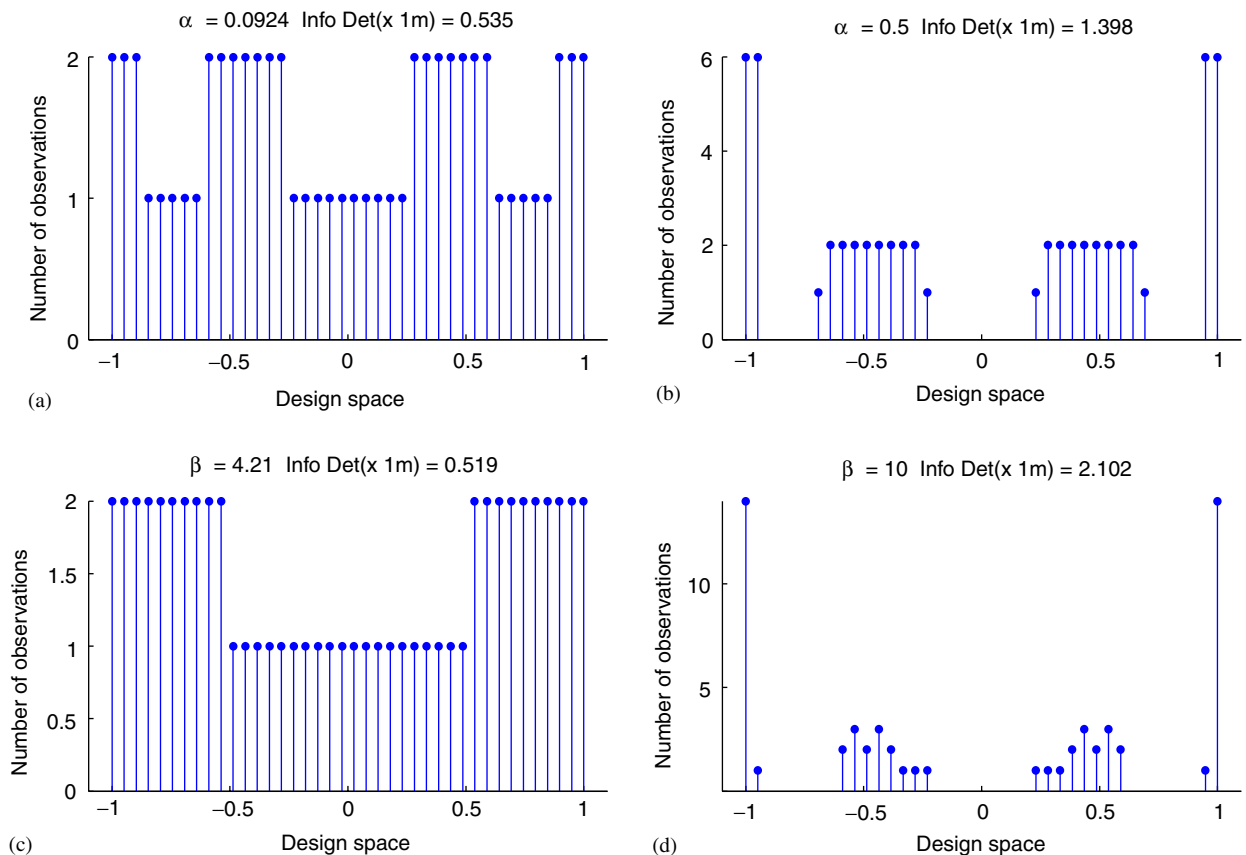 α = 0.0924 Info Det(x 1m) = 0.535
2
1
0
Number of observations
−1
−0.5
0
0.5
1
Design space
(a)
α = 0.5 Info Det(x 1m) = 1.398
6
4
2
0
Number of observations
−1
−0.5
0
0.5
1
Design space
(b)
β = 4.21 Info Det(x 1m) = 0.519
2
1.5
1
0.5
0
Number of observations
−1
−0.5
0
0.5
1
Design space
(c)
β = 10 Info Det(x 1m) = 2.102
10
5
Number of observations
−1
−0.5
0
0.5
1
Design space
(d)